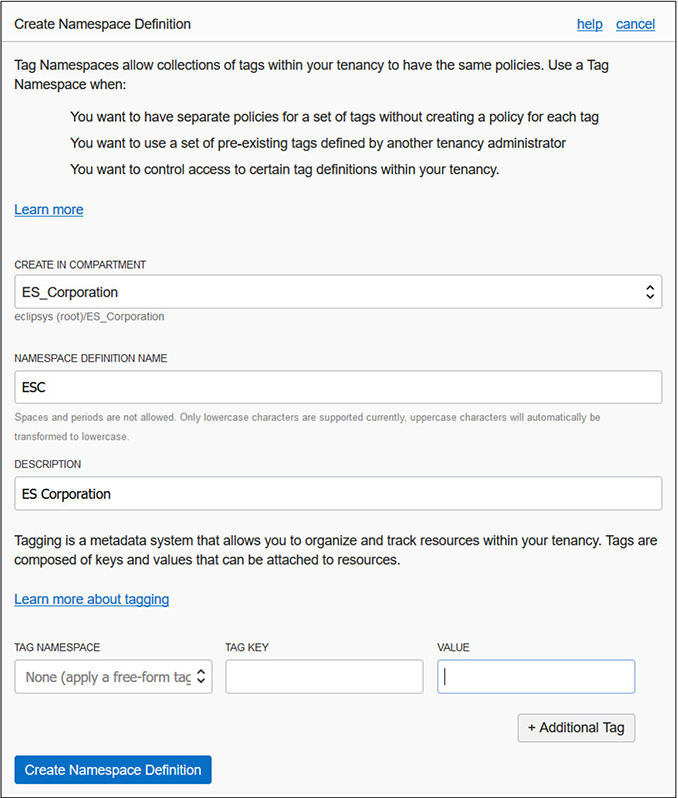 Create Namespace Definition help cancel
Tag Namespaces allow collections of tags within your tenancy to have the same policies. Use a Tag
Namespace when:
You want to have separate policies for a set of tags without creating a policy for each tag
You want to use a set of pre-existing tags defined by another tenancy administrator
You want to control access to certain tag definitions within your tenancy.
Learn more
CREATE IN COMPARTMENT
ES_Corporation
eclipsys (root)/ES_Corporation
NAMESPACE DEFINITION NAME
ESC
Spaces and periods are not allowed. Only lowercase characters are supported currently, uppercase characters will automatically be
transformed to lowercase.
DESCRIPTION
ES Corporation
Tagging is a metadata system that allows you to organize and track resources within your tenancy. Tags are
composed of keys and values that can be attached to resources.
Learn more about tagging
TAG NAMESPACE TAG KEY VALUE
None (apply a free-form tag
+ Additional Tag
Create Namespace Definition